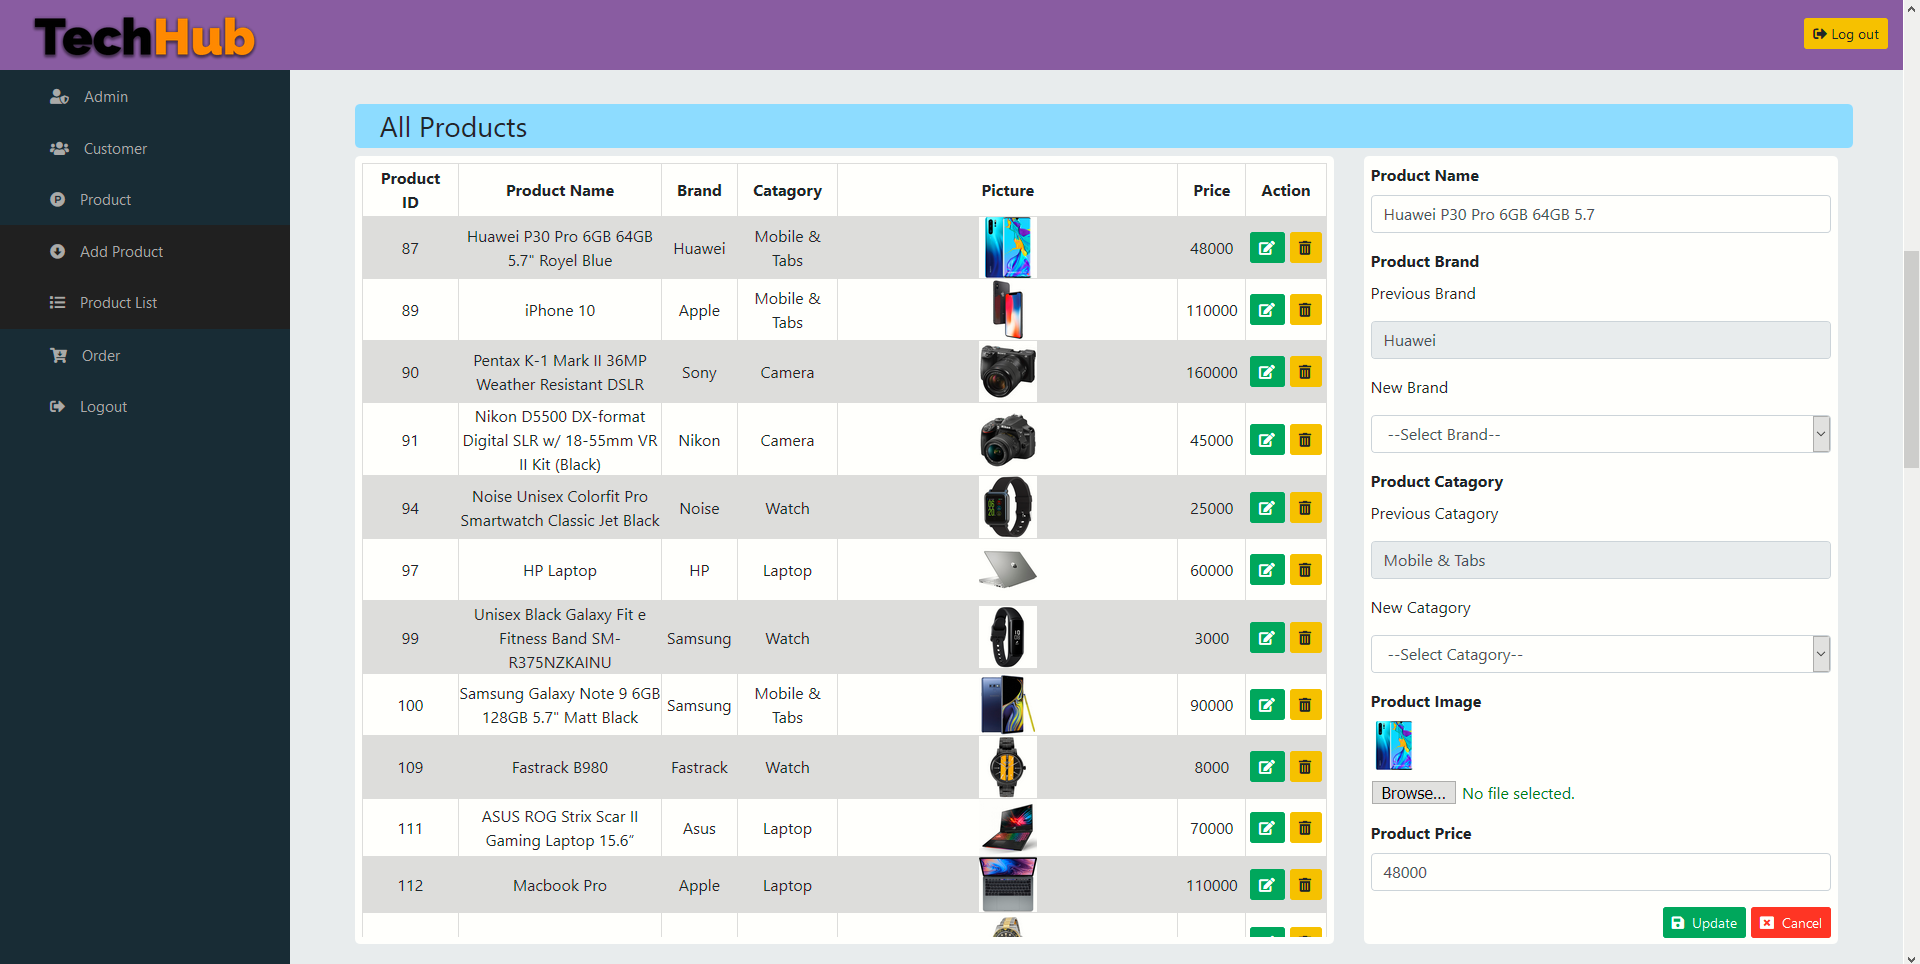 TechHub
Log out
Admin
Customer
Product
Add Product
Product List
Order
Logout
All Products
Product
ID
Product Name
Brand
Catagory
Picture
Price
Action
87
Huawei P30 Pro 6GB 64GB
5.7" Royel Blue
Huawei
Mobile &
Tabs
48000
89
iPhone 10
Apple
Mobile &
Tabs
110000
90
Pentax K-1 Mark II 36MP
Weather Resistant DSLR
Sony
Camera
160000
91
Nikon D5500 DX-format
Digital SLR w/ 18-55mm VR
II Kit (Black)
Nikon
Camera
45000
94
Noise Unisex Colorfit Pro
Smartwatch Classic Jet Black
Noise
Watch
25000
97
HP Laptop
HP
Laptop
60000
99
Unisex Black Galaxy Fit e
Fitness Band SM-
R375NZKAINU
Samsung
Watch
3000
100
Samsung Galaxy Note 9 6GB
128GB 5.7" Matt Black
Samsung
Mobile &
Tabs
90000
109
Fastrack B980
Fastrack
Watch
8000
111
ASUS ROG Strix Scar II
Gaming Laptop 15.6”
Asus
Laptop
70000
112
Macbook Pro
Apple
Laptop
110000
Product Name
Huawei P30 Pro 6GB 64GB 5.7
Product Brand
Previous Brand
Huawei
New Brand
--Select Brand--
Product Catagory
Previous Catagory
Mobile & Tabs
New Catagory
--Select Catagory--
Product Image
Browse... No file selected.
Product Price
48000
Update
Cancel